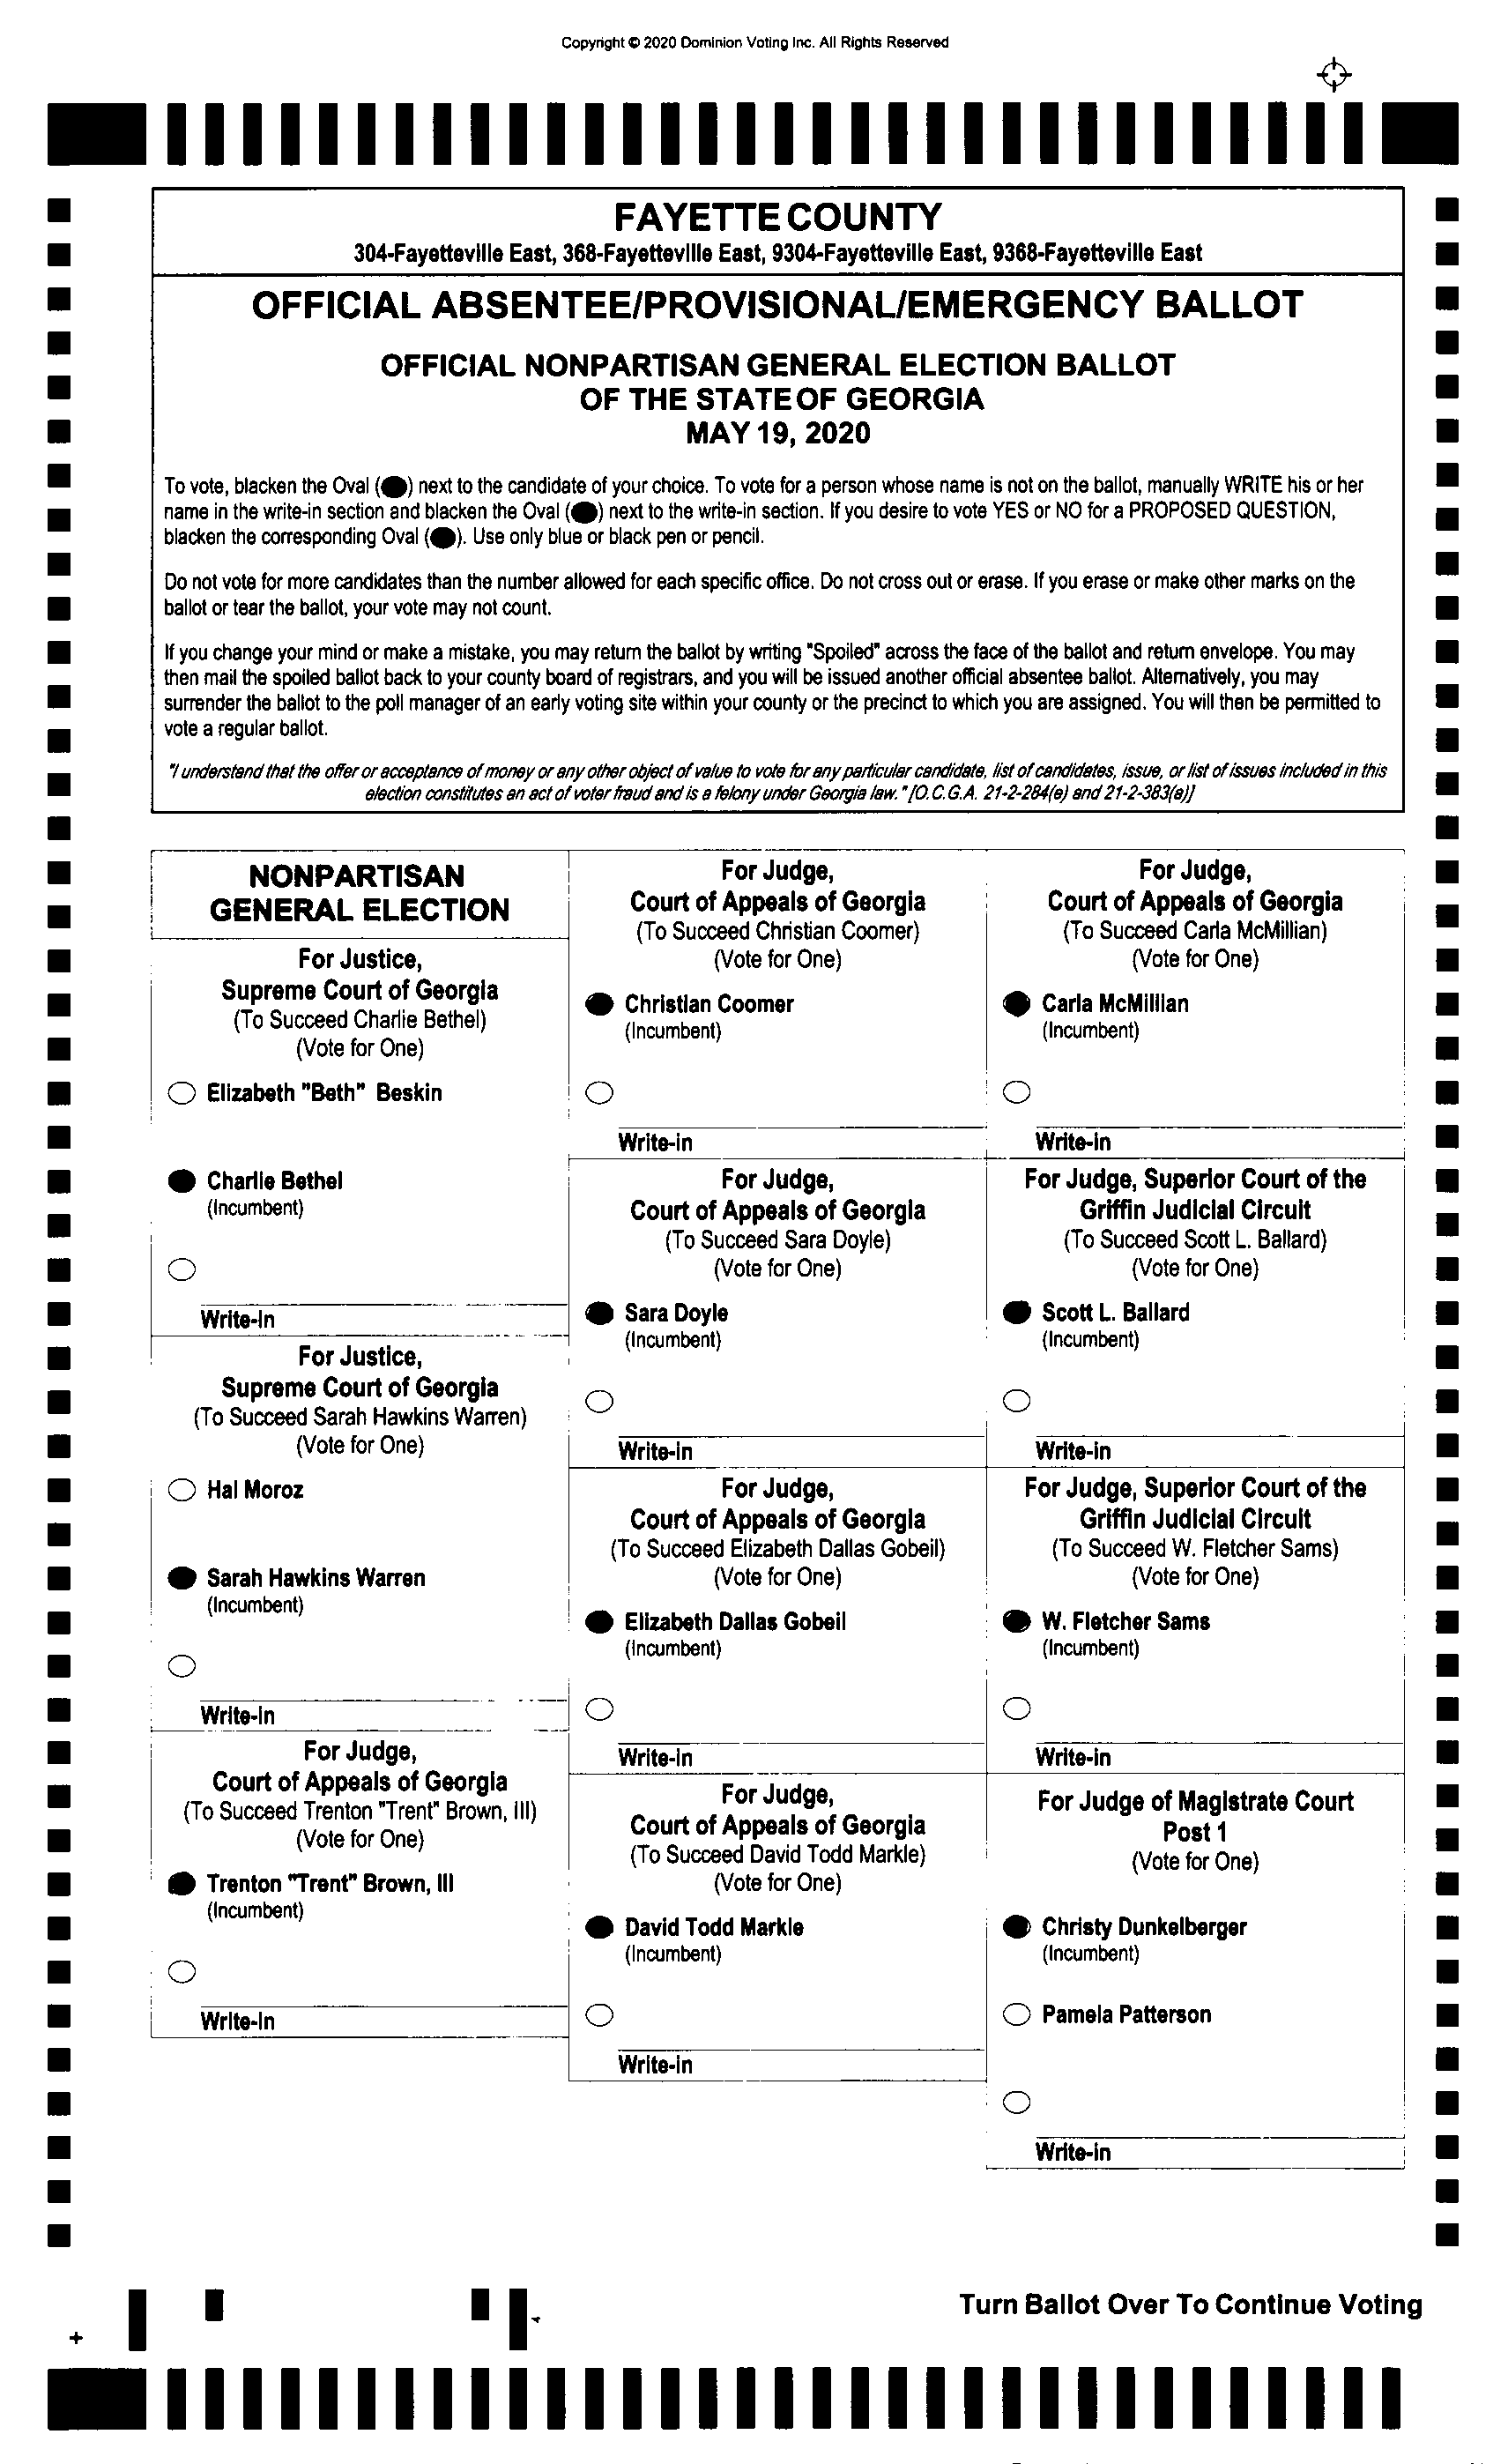 Copyright © 2020 Dominion Voting Inc. All Rights Reserved
FAYETTE COUNTY
304-Fayetteville East, 368-Fayetteville East, 9304-Fayetteville East, 9368-Fayetteville East
OFFICIAL ABSENTEE/PROVISIONAL/EMERGENCY BALLOT
OFFICIAL NONPARTISAN GENERAL ELECTION BALLOT
OF THE STATE OF GEORGIA
MAY 19, 2020
To vote, blacken the Oval () next to the candidate of your choice. To vote for a person whose name is not on the ballot, manually WRITE his or her
name in the write-in section and blacken the Oval () next to the write-in section. If you desire to vote YES or NO for a PROPOSED QUESTION,
blacken the corresponding Oval (). Use only blue or black pen or pencil.
Do not vote for more candidates than the number allowed for each specific office. Do not cross out or erase. If you erase or make other marks on the
ballot or tear the ballot, your vote may not count.
If you change your mind or make a mistake, you may return the ballot by writing "Spoiled" across the face of the ballot and return envelope. You may
then mail the spoiled ballot back to your county board of registrars, and you will be issued another official absentee ballot. Alternatively, you may
surrender the ballot to the poll manager of an early voting site within your county or the precinct to which you are assigned. You will then be permitted to
vote a regular ballot.
"I understand that the offer or acceptance of money or any other object of value to vote for any particular candidate, list of candidates, issue, or list of issues included in this
election constitutes an act of voter fraud and is a felony under Georgia law." [O.C.G.A. 21-2-284(e) and 21-2-383(a)]
NONPARTISAN
GENERAL ELECTION
For Justice,
Supreme Court of Georgia
(To Succeed Charlie Bethel)
(Vote for One)
Elizabeth "Beth" Beskin
Charlie Bethel
(Incumbent)
Write-in
For Justice,
Supreme Court of Georgia
(To Succeed Sarah Hawkins Warren)
(Vote for One)
Hal Moroz
Sarah Hawkins Warren
(Incumbent)
Write-in
For Judge,
Court of Appeals of Georgia
(To Succeed Trenton "Trent" Brown, III)
(Vote for One)
Trenton "Trent" Brown, III
(Incumbent)
Write-in
For Judge,
Court of Appeals of Georgia
(To Succeed Christian Coomer)
(Vote for One)
Christian Coomer
(Incumbent)
Write-in
For Judge,
Court of Appeals of Georgia
(To Succeed Sara Doyle)
(Vote for One)
Sara Doyle
(Incumbent)
Write-in
For Judge,
Court of Appeals of Georgia
(To Succeed Elizabeth Dallas Gobeil)
(Vote for One)
Elizabeth Dallas Gobeil
(Incumbent)
Write-in
For Judge,
Court of Appeals of Georgia
(To Succeed David Todd Markle)
(Vote for One)
David Todd Markle
(Incumbent)
Write-in
For Judge,
Court of Appeals of Georgia
(To Succeed Carla McMillian)
(Vote for One)
Carla McMillian
(Incumbent)
Write-in
For Judge, Superior Court of the
Griffin Judicial Circuit
(To Succeed Scott L. Ballard)
(Vote for One)
Scott L. Ballard
(Incumbent)
Write-in
For Judge, Superior Court of the
Griffin Judicial Circuit
(To Succeed W. Fletcher Sams)
(Vote for One)
W. Fletcher Sams
(Incumbent)
Write-in
For Judge of Magistrate Court
Post 1
(Vote for One)
Christy Dunkelberger
(Incumbent)
Pamela Patterson
Write-in
Turn Ballot Over To Continue Voting